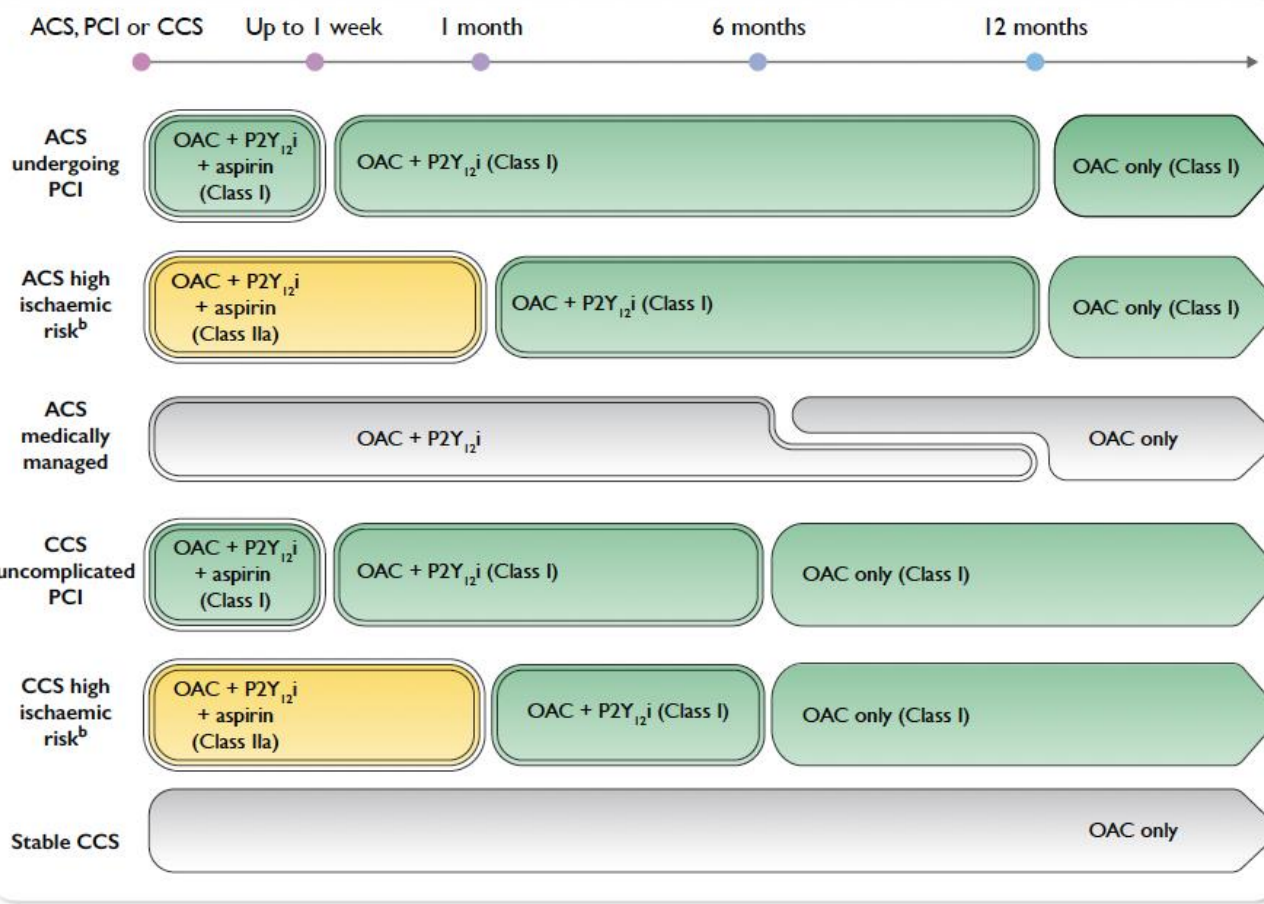 ACS, PCI or CCS Up to 1 week 1 month 6 months 12 months
ACS
undergoing
PCI
OAC + P2Y₁₂i
+ aspirin
(Class I)
OAC + P2Y₁₂i (Class I)
OAC only (Class I)
ACS high
ischaemic
riskᵇ
OAC + P2Y₁₂i
+ aspirin
(Class IIa)
OAC + P2Y₁₂i (Class I)
OAC only (Class I)
ACS
medically
managed
OAC + P2Y₁₂i
OAC only
CCS
uncomplicated
PCI
OAC + P2Y₁₂i
+ aspirin
(Class I)
OAC + P2Y₁₂i (Class I)
OAC only (Class I)
CCS high
ischaemic
riskᵇ
OAC + P2Y₁₂i
+ aspirin
(Class IIa)
OAC + P2Y₁₂i (Class I)
OAC only (Class I)
Stable CCS
OAC only